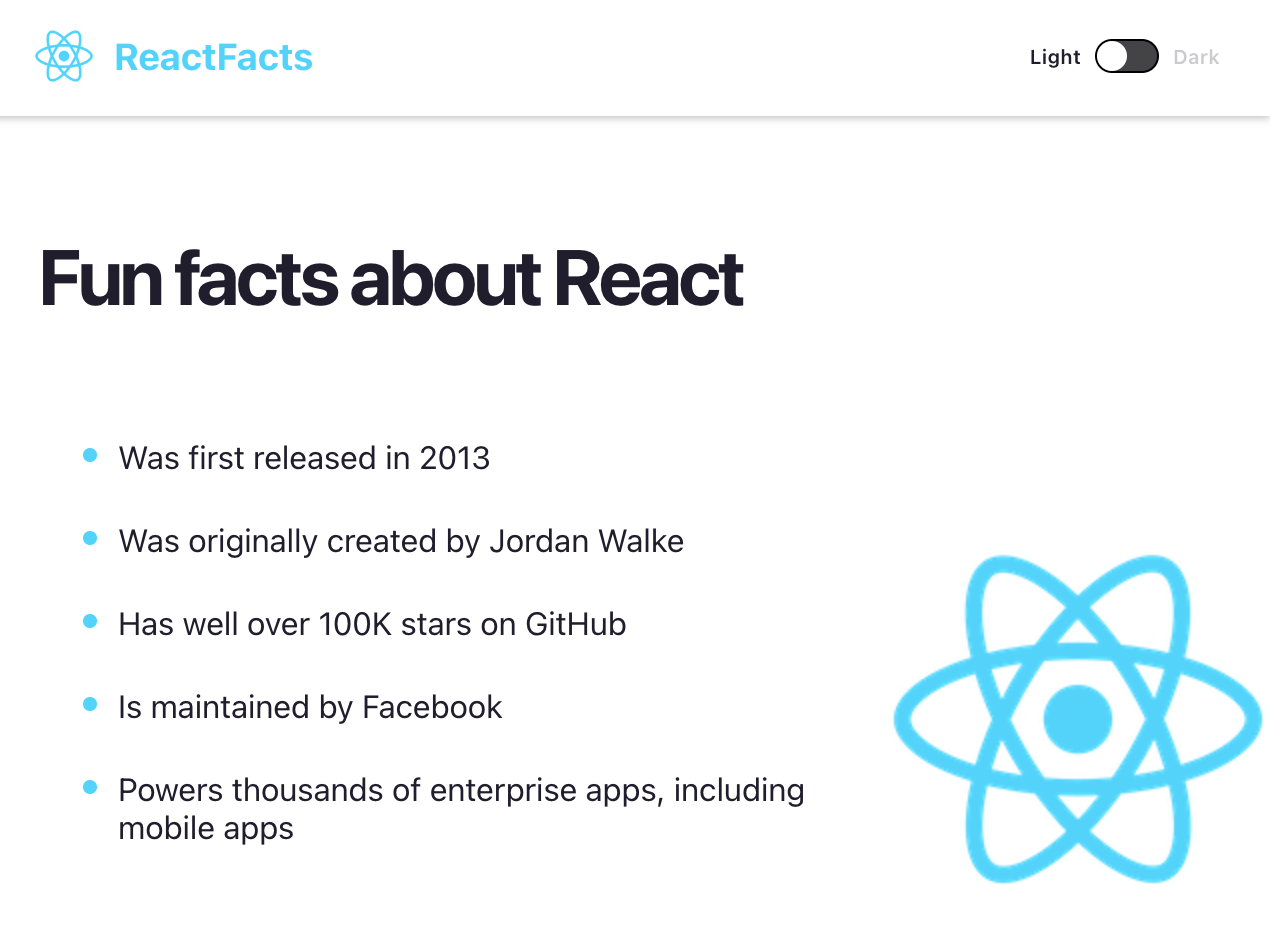 ReactFacts
Light
Dark
Fun facts about React
Was first released in 2013
Was originally created by Jordan Walke
Has well over 100K stars on GitHub
Is maintained by Facebook
Powers thousands of enterprise apps, including
mobile apps